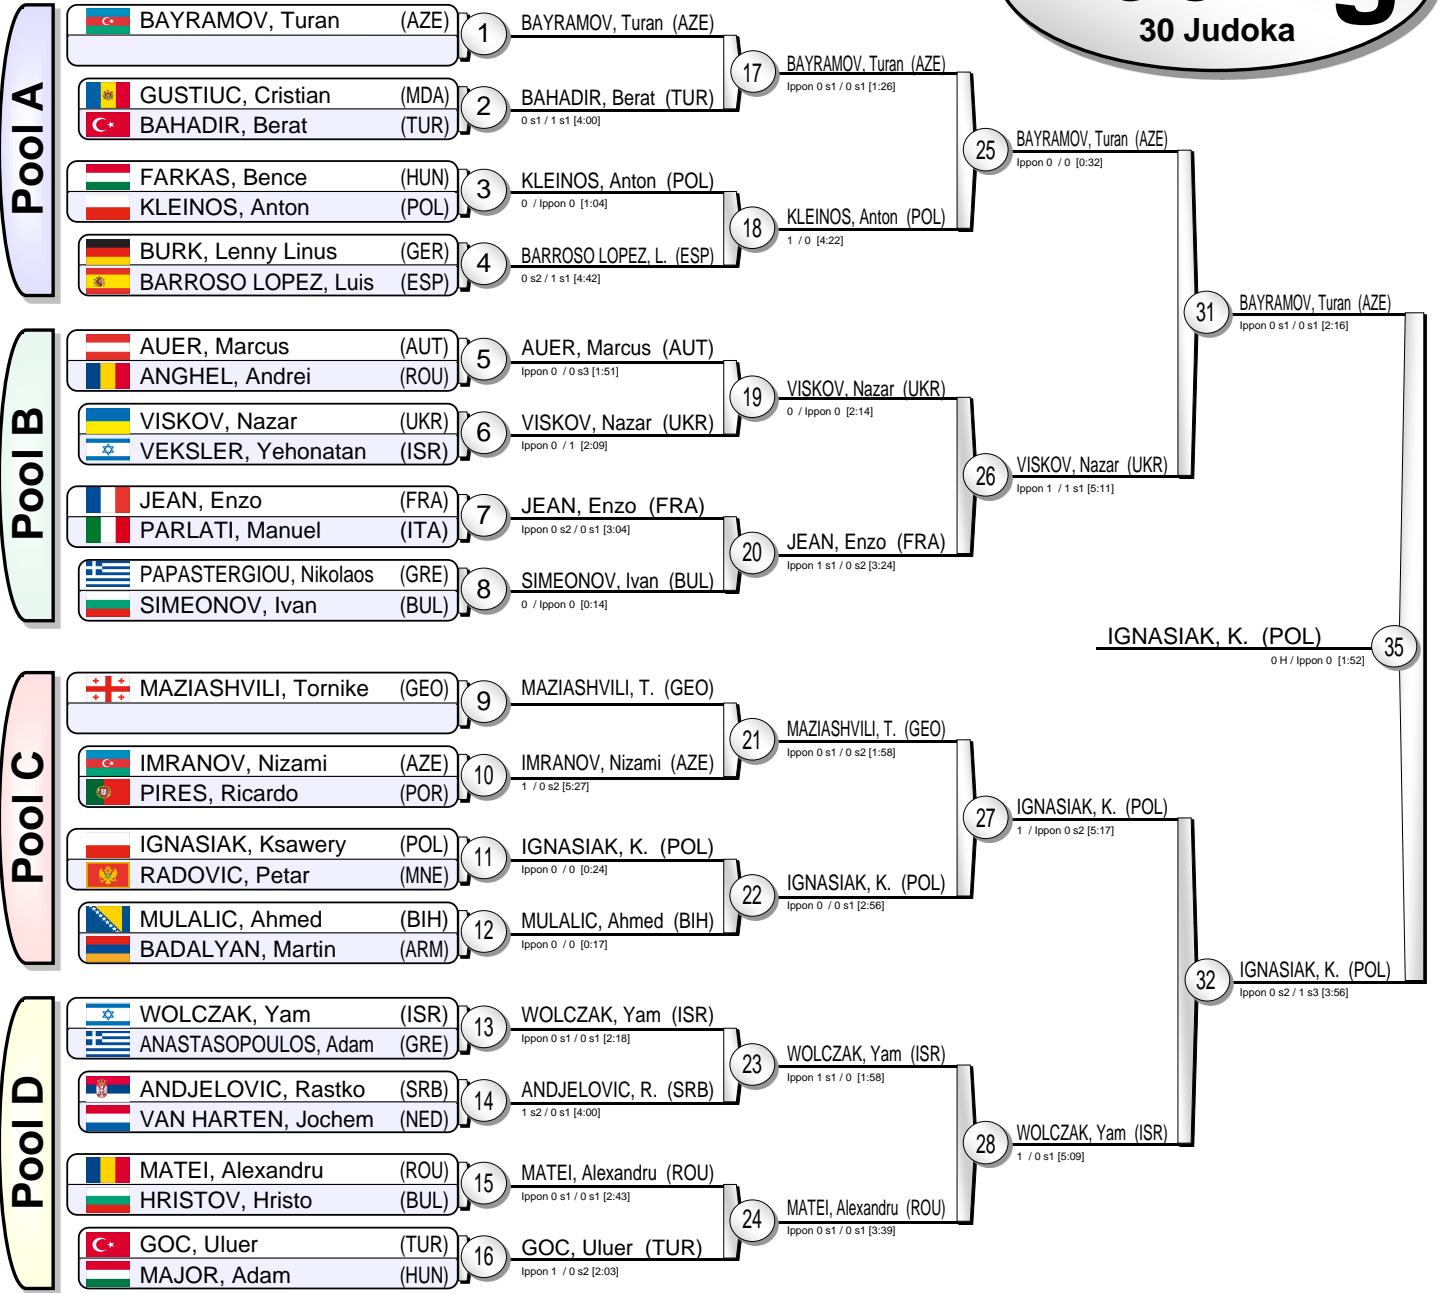 30 Judoka
Pool A
BAYRAMOV, Turan (AZE)
GUSTIUC, Cristian (MDA)
BAHADIR, Berat (TUR)
FARKAS, Bence (HUN)
KLEINOS, Anton (POL)
BURK, Lenny Linus (GER)
BARROSO LOPEZ, Luis (ESP)
Pool B
AUER, Marcus (AUT)
ANGHEL, Andrei (ROU)
VISKOV, Nazar (UKR)
VEKSLER, Yehonatan (ISR)
JEAN, Enzo (FRA)
PARLATI, Manuel (ITA)
PAPASTERGIOU, Nikolaos (GRE)
SIMEONOV, Ivan (BUL)
Pool C
MAZIASHVILI, Tornike (GEO)
IMRANOV, Nizami (AZE)
PIRES, Ricardo (POR)
IGNASIAK, Ksawery (POL)
RADOVIC, Petar (MNE)
MULALIC, Ahmed (BIH)
BADALYAN, Martin (ARM)
Pool D
WOLCZAK, Yam (ISR)
ANASTASOPOULOS, Adam (GRE)
ANDJELOVIC, Rastko (SRB)
VAN HARTEN, Jochem (NED)
MATEI, Alexandru (ROU)
HRISTOV, Hristo (BUL)
GOC, Uluer (TUR)
MAJOR, Adam (HUN)
1
BAYRAMOV, Turan (AZE)
2
BAHADIR, Berat (TUR)
0 s1 / 1 s1 [4:00]
3
KLEINOS, Anton (POL)
0 / Ippon 0 [1:04]
4
BARROSO LOPEZ, L. (ESP)
0 s2 / 1 s1 [4:42]
5
AUER, Marcus (AUT)
Ippon 0 / 0 s3 [1:51]
6
VISKOV, Nazar (UKR)
Ippon 0 / 1 [2:09]
7
JEAN, Enzo (FRA)
Ippon 0 s2 / 0 s1 [3:04]
8
SIMEONOV, Ivan (BUL)
0 / Ippon 0 [0:14]
9
MAZIASHVILI, T. (GEO)
10
IMRANOV, Nizami (AZE)
1 / 0 s2 [5:27]
11
IGNASIAK, K. (POL)
Ippon 0 / 0 [0:24]
12
MULALIC, Ahmed (BIH)
Ippon 0 / 0 [0:17]
13
WOLCZAK, Yam (ISR)
Ippon 0 s1 / 0 s1 [2:18]
14
ANDJELOVIC, R. (SRB)
1 s2 / 0 s1 [4:00]
15
MATEI, Alexandru (ROU)
Ippon 0 s1 / 0 s1 [2:43]
16
GOC, Uluer (TUR)
Ippon 1 / 0 s2 [2:03]
17
BAYRAMOV, Turan (AZE)
Ippon 0 s1 / 0 s1 [1:26]
18
KLEINOS, Anton (POL)
1 / 0 [4:22]
19
VISKOV, Nazar (UKR)
0 / Ippon 0 [2:14]
20
JEAN, Enzo (FRA)
Ippon 1 s1 / 0 s2 [3:24]
21
MAZIASHVILI, T. (GEO)
Ippon 0 s1 / 0 s2 [1:58]
22
IGNASIAK, K. (POL)
Ippon 0 / 0 s1 [2:56]
23
WOLCZAK, Yam (ISR)
Ippon 1 s1 / 0 [1:58]
24
MATEI, Alexandru (ROU)
Ippon 0 s1 / 0 s1 [3:39]
25
BAYRAMOV, Turan (AZE)
Ippon 0 / 0 [0:32]
26
VISKOV, Nazar (UKR)
Ippon 1 / 1 s1 [5:11]
27
IGNASIAK, K. (POL)
1 / Ippon 0 s2 [5:17]
28
WOLCZAK, Yam (ISR)
1 / 0 s1 [5:09]
31
BAYRAMOV, Turan (AZE)
Ippon 0 s1 / 0 s1 [2:16]
32
IGNASIAK, K. (POL)
Ippon 0 s2 / 1 s3 [3:56]
IGNASIAK, K. (POL)
35
0 H / Ippon 0 [1:52]